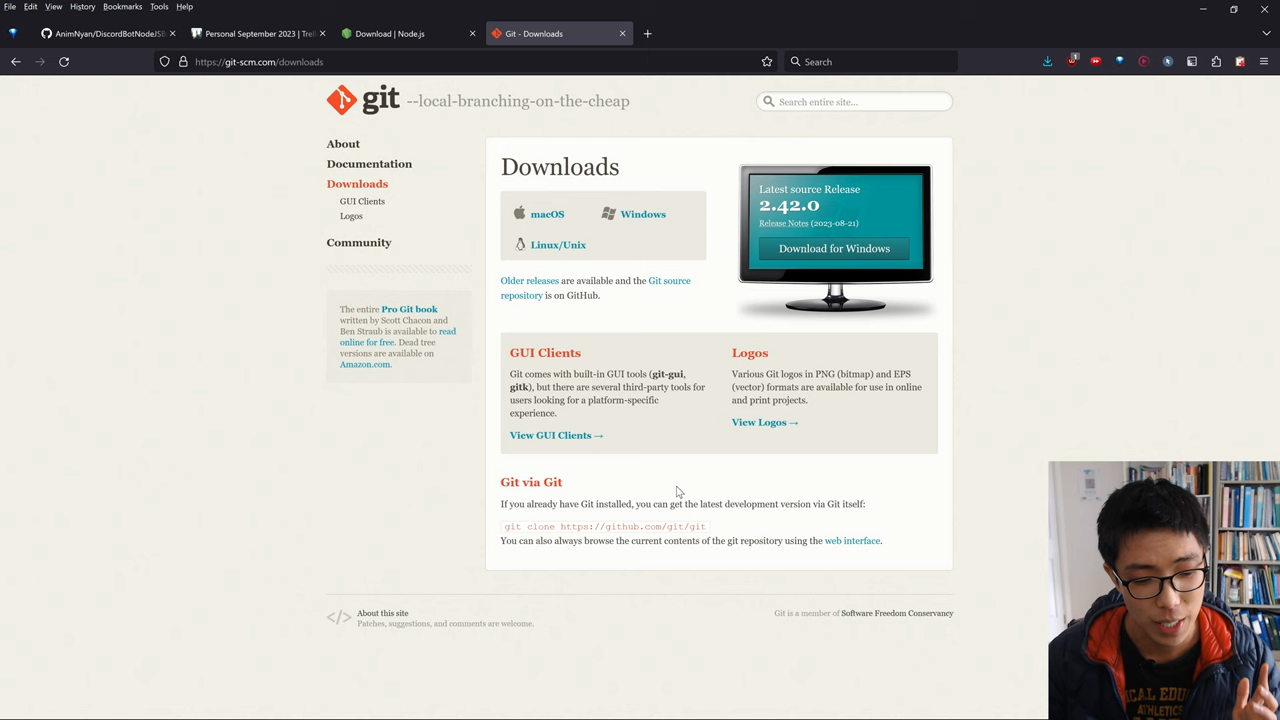 File Edit View History Bookmarks Tools Help
AnimNyan/DiscordBotNodeJSB
Personal September 2023 | Trel
Download | Node.js
Git - Downloads
https://git-scm.com/downloads
Search
1
git --local-branching-on-the-cheap
Search entire site...
About
Documentation
Downloads
GUI Clients
Logos
Community
The entire Pro Git book
written by Scott Chacon and
Ben Straub is available to read
online for free. Dead tree
versions are available on
Amazon.com.
Downloads
macOS
Windows
Linux/Unix
Older releases are available and the Git source
repository is on GitHub.
Latest source Release
2.42.0
Release Notes (2023-08-21)
Download for Windows
GUI Clients
Git comes with built-in GUI tools (git-gui,
gitk), but there are several third-party tools for
users looking for a platform-specific
experience.
View GUI Clients →
Logos
Various Git logos in PNG (bitmap) and EPS
(vector) formats are available for use in online
and print projects.
View Logos →
Git via Git
If you already have Git installed, you can get the latest development version via Git itself:
git clone https://github.com/git/git
You can also always browse the current contents of the git repository using the web interface.
</> About this site
Patches, suggestions, and comments are welcome.
Git is a member of Software Freedom Conservancy
ICAL EDU
ATHLETICS